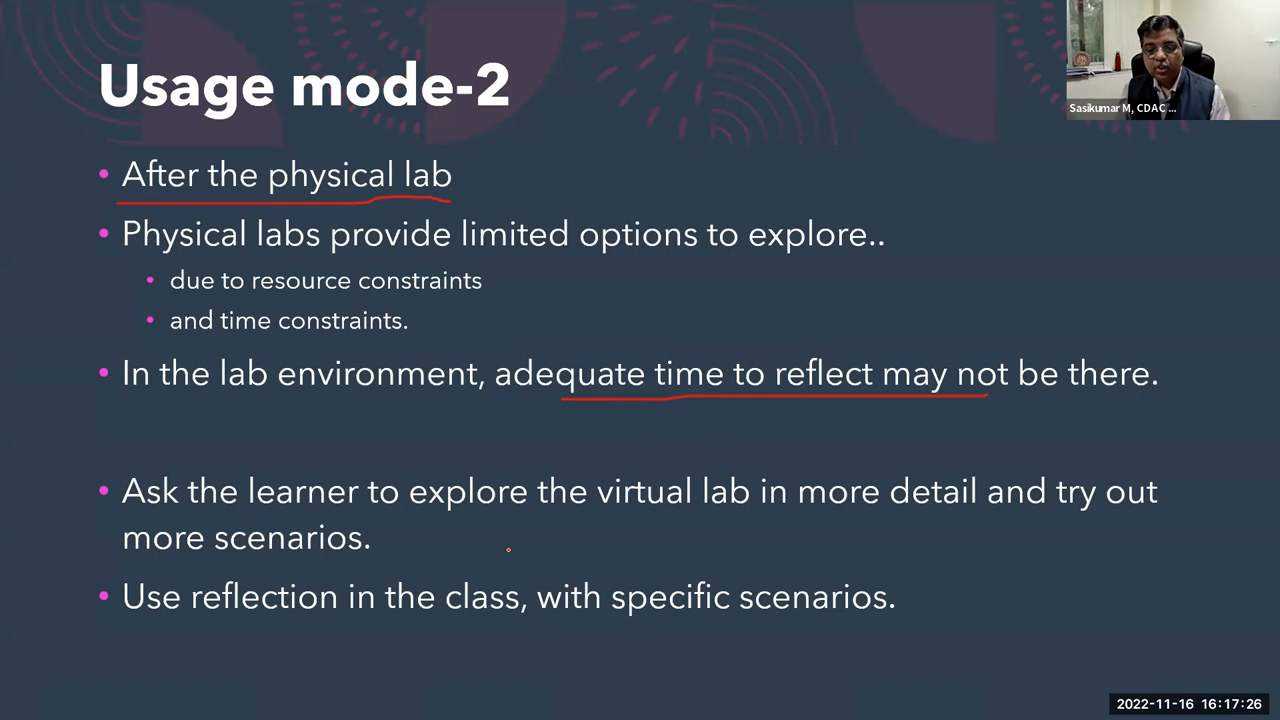 Usage mode-2
Sasikumar M, CDAC ...
• After the physical lab
• Physical labs provide limited options to explore..
• due to resource constraints
• and time constraints.
• In the lab environment, adequate time to reflect may not be there.
• Ask the learner to explore the virtual lab in more detail and try out
more scenarios.
• Use reflection in the class, with specific scenarios.
2022-11-16 16:17:26